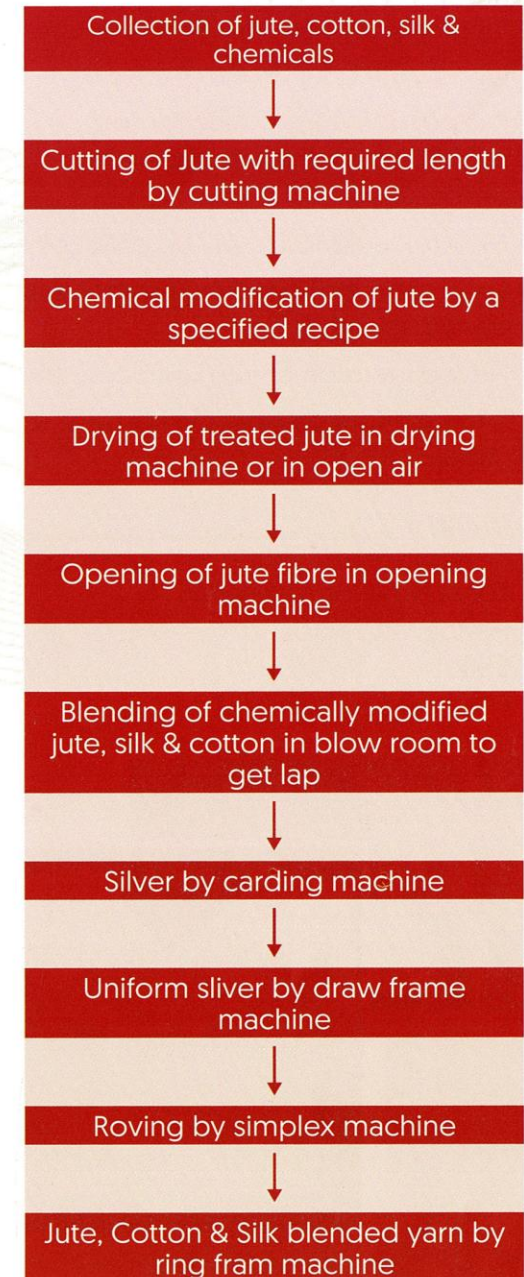 Collection of jute, cotton, silk &
chemicals
Cutting of Jute with required length
by cutting machine
Chemical modification of jute by a
specified recipe
Drying of treated jute in drying
machine or in open air
Opening of jute fibre in opening
machine
Blending of chemically modified
jute, silk & cotton in blow room to
get lap
Silver by carding machine
Uniform sliver by draw frame
machine
Roving by simplex machine
Jute, Cotton & Silk blended yarn by
ring fram machine